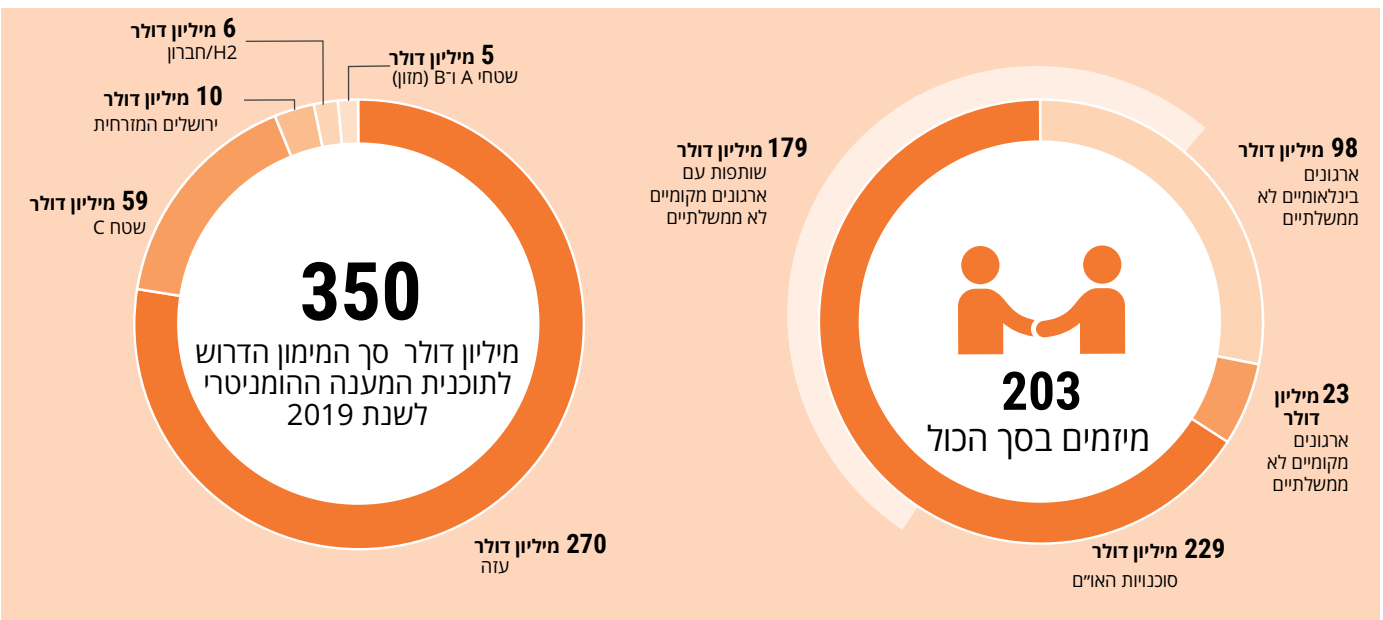 98 מיליון דולר
ארגונים
בינלאומיים לא
ממשלתיים
23 מיליון
דולר
ארגונים
מקומיים לא
ממשלתיים
229 מיליון דולר
סוכנויות האו״ם
179 מיליון דולר
שותפות עם
ארגונים מקומיים
לא ממשלתיים
203
מיזמים בסך הכול
5 מיליון דולר
שטחי A ו־B (מזון)
6 מיליון דולר
H2/חברון
10 מיליון דולר
ירושלים המזרחית
59 מיליון דולר
שטח C
270 מיליון דולר
עזה
350
מיליון דולר סך המימון הדרוש
לתוכנית המענה ההומניטרי
לשנת 2019